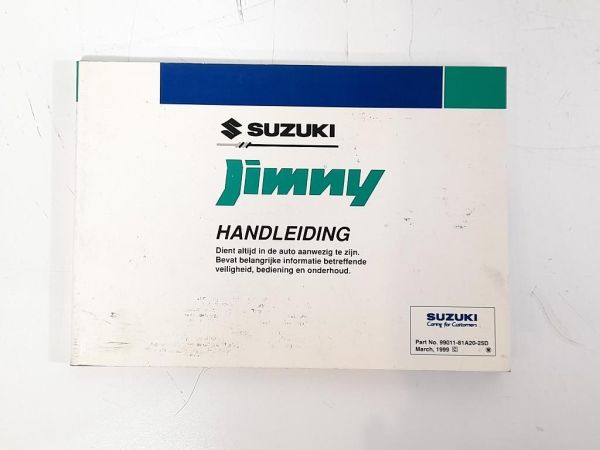 SUZUKI
Jimny
HANDLEIDING
Dient altijd in de auto aanwezig te zijn.
Bevat belangrijke informatie betreffende
veiligheid, bediening en onderhoud.
SUZUKI
Caring for Customers
Part No. 99011-81A20-25D
March, 1999 C